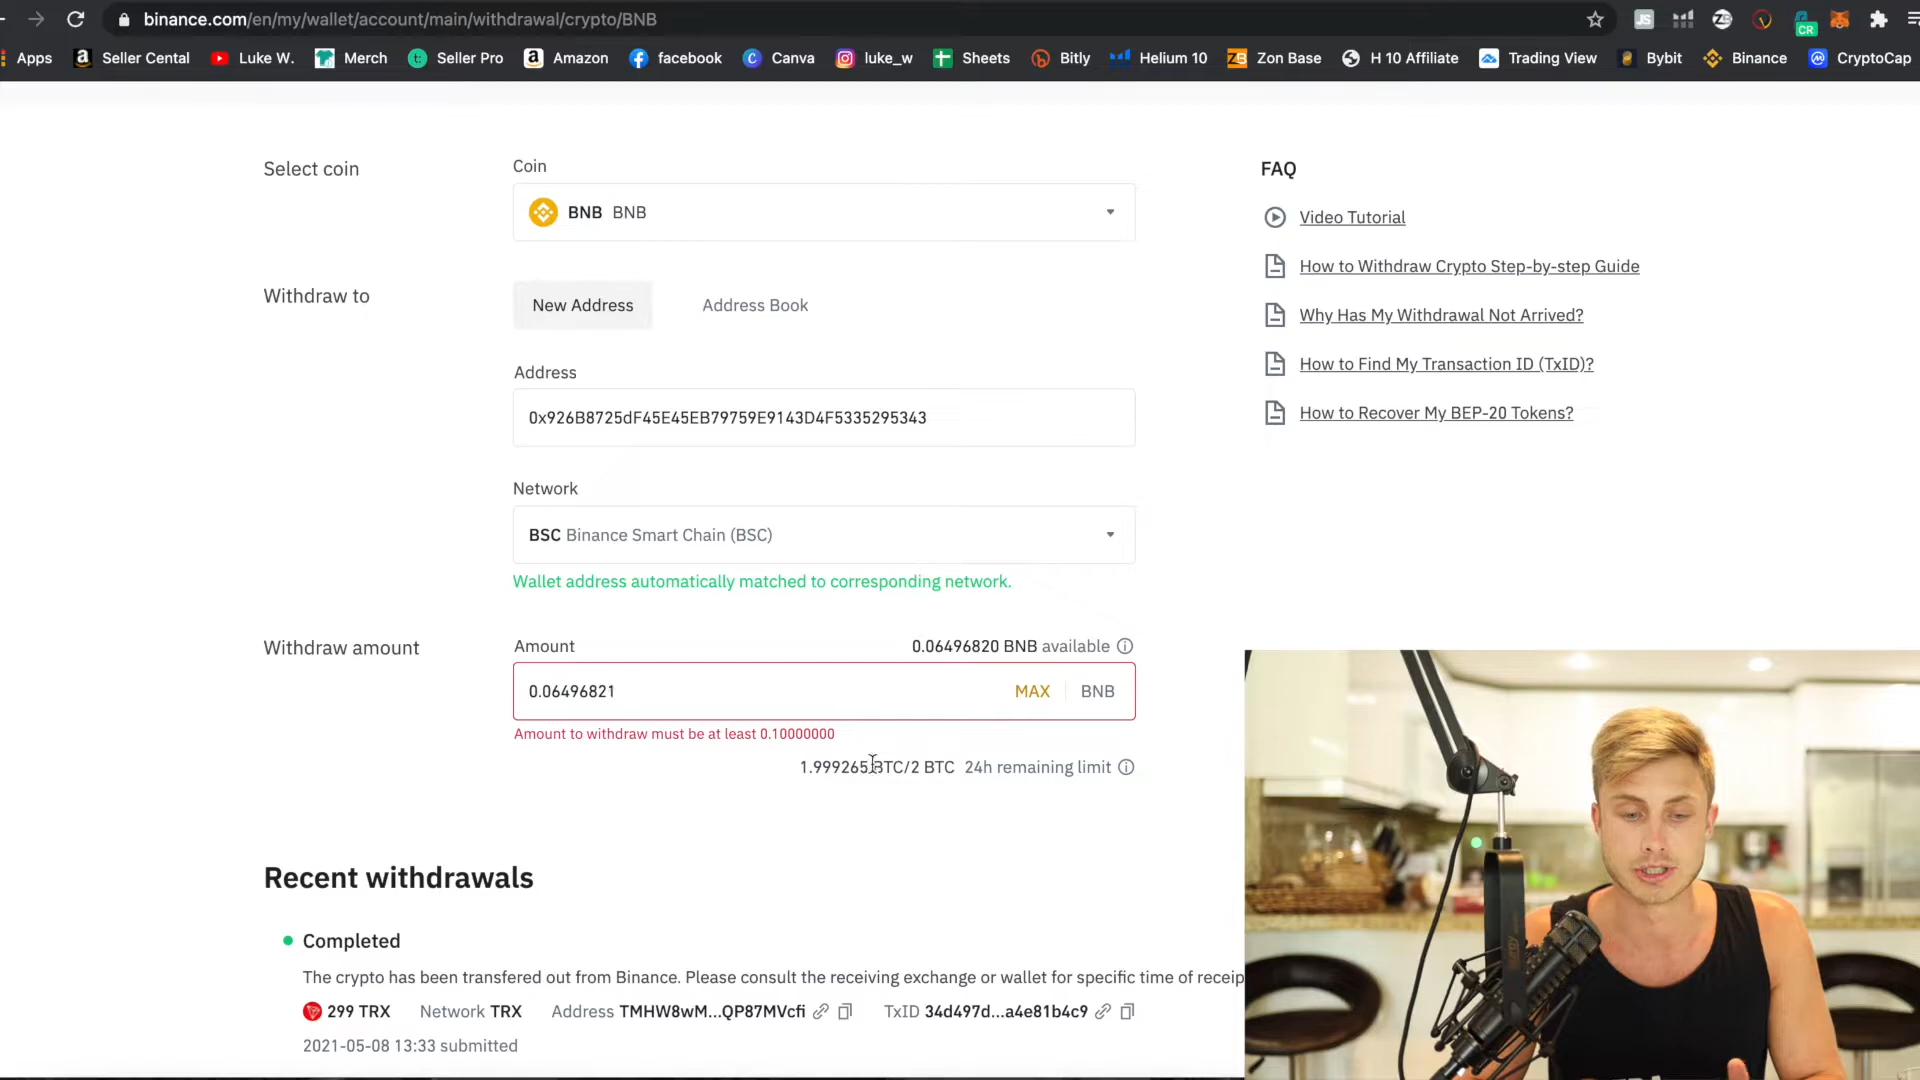 binance.com/en/my/wallet/account/main/withdrawal/crypto/BNB
Apps Seller Cental Luke W. Merch Seller Pro Amazon facebook Canva luke_w Sheets Bitly Helium 10 Zon Base H 10 Affiliate Trading View Bybit Binance CryptoCap
Select coin
Coin
BNB BNB
Withdraw to
New Address Address Book
Address
0x926B8725dF45E45EB79759E9143D4F5335295343
Network
BSC Binance Smart Chain (BSC)
Wallet address automatically matched to corresponding network.
Withdraw amount
Amount 0.06496820 BNB available
0.06496821 MAX BNB
Amount to withdraw must be at least 0.10000000
1.999265 BTC/2 BTC 24h remaining limit
FAQ
Video Tutorial
How to Withdraw Crypto Step-by-step Guide
Why Has My Withdrawal Not Arrived?
How to Find My Transaction ID (TxID)?
How to Recover My BEP-20 Tokens?
Recent withdrawals
Completed
The crypto has been transfered out from Binance. Please consult the receiving exchange or wallet for specific time of receip
299 TRX Network TRX Address TMHW8wM...QP87MVcfi TxID 34d497d...a4e81b4c9
2021-05-08 13:33 submitted